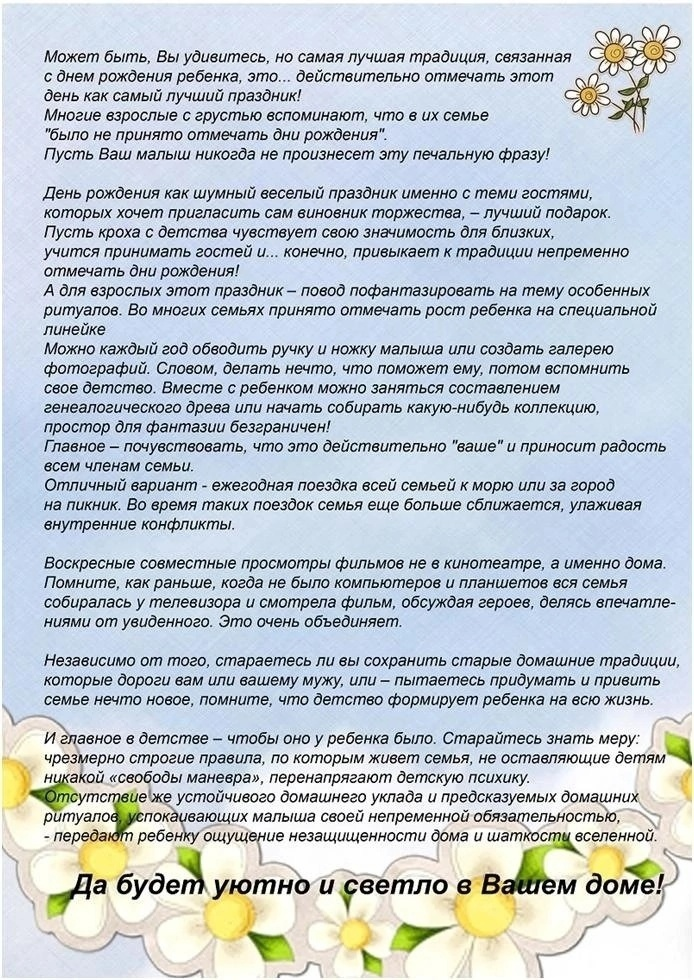 Может быть, Вы удивитесь, но самая лучшая традиция, связанная
с днем рождения ребенка, это... действительно отмечать этот
день как самый лучший праздник!
Многие взрослые с грустью вспоминают, что в их семье
"было не принято отмечать дни рождения".
Пусть Ваш малыш никогда не произнесет эту печальную фразу!
День рождения как шумный веселый праздник именно с теми гостями,
которых хочет пригласить сам виновник торжества, – лучший подарок.
Пусть кроха с детства чувствует свою значимость для близких,
учится принимать гостей и... конечно, привыкает к традиции непременно
отмечать дни рождения!
А для взрослых этот праздник – повод пофантазировать на тему особенных
ритуалов. Во многих семьях принято отмечать рост ребенка на специальной
линейке
Можно каждый год обводить ручку и ножку малыша или создать галерею
фотографий. Словом, делать нечто, что поможет ему, потом вспомнить
свое детство. Вместе с ребенком можно заняться составлением
генеалогического древа или начать собирать какую-нибудь коллекцию,
простор для фантазии безграничен!
Главное – почувствовать, что это действительно "ваше" и приносит радость
всем членам семьи.
Отличный вариант - ежегодная поездка всей семьей к морю или за город
на пикник. Во время таких поездок семья еще больше сближается, улаживая
внутренние конфликты.
Воскресные совместные просмотры фильмов не в кинотеатре, а именно дома.
Помните, как раньше, когда не было компьютеров и планшетов вся семья
собиралась у телевизора и смотрела фильм, обсуждая героев, делясь впечатле-
ниями от увиденного. Это очень объединяет.
Независимо от того, стараетесь ли вы сохранить старые домашние традиции,
которые дороги вам или вашему мужу, или – пытаетесь придумать и привить
семье нечто новое, помните, что детство формирует ребенка на всю жизнь.
И главное в детстве – чтобы оно у ребенка было. Старайтесь знать меру:
чрезмерно строгие правила, по которым живет семья, не оставляющие детям
никакой «свободы маневра», перенапрягают детскую психику.
Отсутствие же устойчивого домашнего уклада и предсказуемых домашних
ритуалов, успокаивающих малыша своей непременной обязательностью,
- передают ребенку ощущение незащищенности дома и шаткости вселенной.
Да будет уютно и светло в Вашем доме!